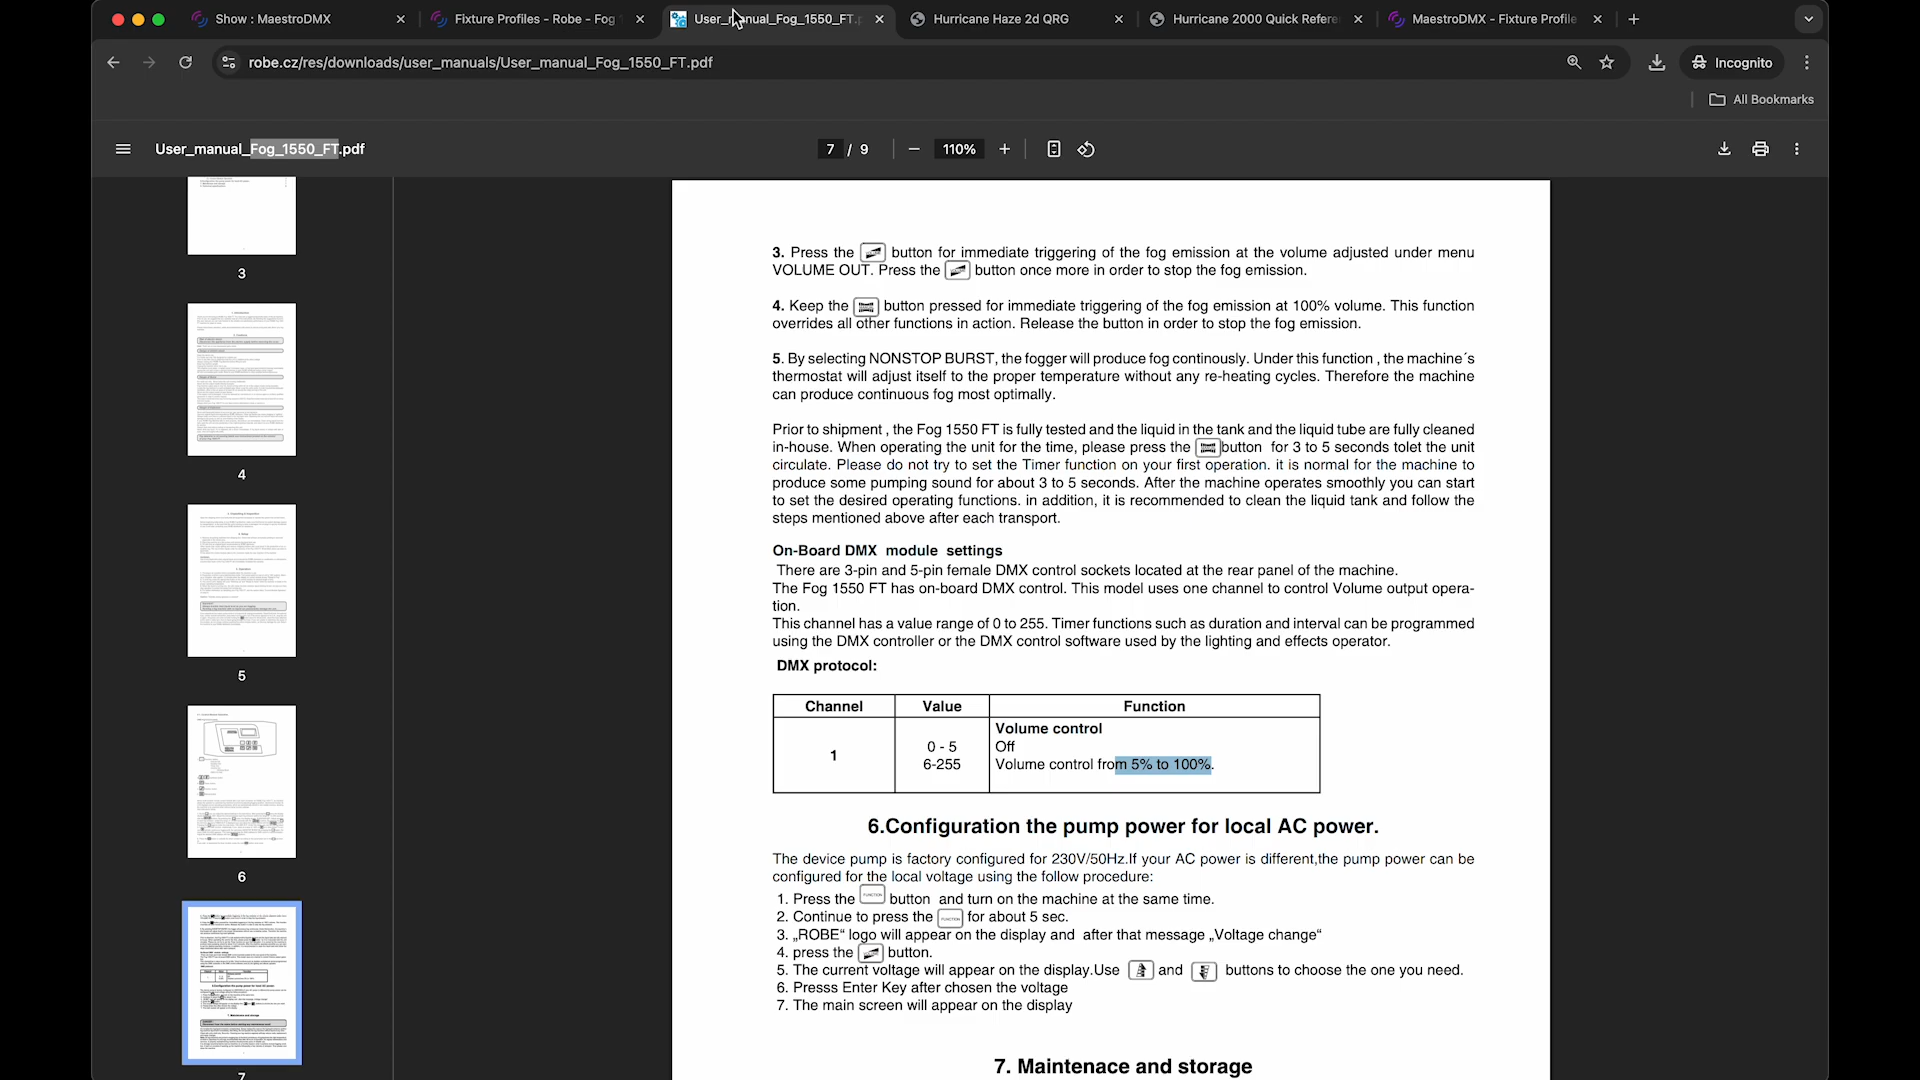 Show : MaestroDMX
Fixture Profiles - Robe - Fog
User_manual_Fog_1550_FT.p
Hurricane Haze 2d QRG
Hurricane 2000 Quick Refere
MaestroDMX - Fixture Profile
robe.cz/res/downloads/user_manuals/User_manual_Fog_1550_FT.pdf
Incognito
All Bookmarks
User_manual_Fog_1550_FT.pdf
7 / 9
110%
3
4
5
6
7
3. Press the button for immediate triggering of the fog emission at the volume adjusted under menu
VOLUME OUT. Press the button once more in order to stop the fog emission.
4. Keep the button pressed for immediate triggering of the fog emission at 100% volume. This function
overrides all other functions in action. Release the button in order to stop the fog emission.
5. By selecting NONSTOP BURST, the fogger will produce fog continously. Under this function , the machine´s
thermostat will adjust itself to the proper temperature without any re-heating cycles. Therefore the machine
can produce continuous fog most optimally.
Prior to shipment , the Fog 1550 FT is fully tested and the liquid in the tank and the liquid tube are fully cleaned
in-house. When operating the unit for the time, please press the button for 3 to 5 seconds tolet the unit
circulate. Please do not try to set the Timer function on your first operation. it is normal for the machine to
produce some pumping sound for about 3 to 5 seconds. After the machine operates smoothly you can start
to set the desired operating functions. in addition, it is recommended to clean the liquid tank and follow the
steps mentioned above after each transport.
On-Board DMX module settings
There are 3-pin and 5-pin female DMX control sockets located at the rear panel of the machine.
The Fog 1550 FT has on-board DMX control. This model uses one channel to control Volume output opera-
tion.
This channel has a value range of 0 to 255. Timer functions such as duration and interval can be programmed
using the DMX controller or the DMX control software used by the lighting and effects operator.
DMX protocol:
Channel Value Function
Volume control
0 - 5 Off
1
6-255 Volume control from 5% to 100%.
6.Configuration the pump power for local AC power.
The device pump is factory configured for 230V/50Hz.If your AC power is different,the pump power can be
configured for the local voltage using the follow procedure:
1. Press the FUNCTION button and turn on the machine at the same time.
2. Continue to press the FUNCTION for about 5 sec.
3. „ROBE“ logo will appear on the display and after that message „Voltage change“
4. press the button.
5. The current voltage will appear on the display.Use and buttons to choose the one you need.
6. Presss Enter Key after chosen the voltage
7. The main screen will appear on the display
7. Maintenace and storage